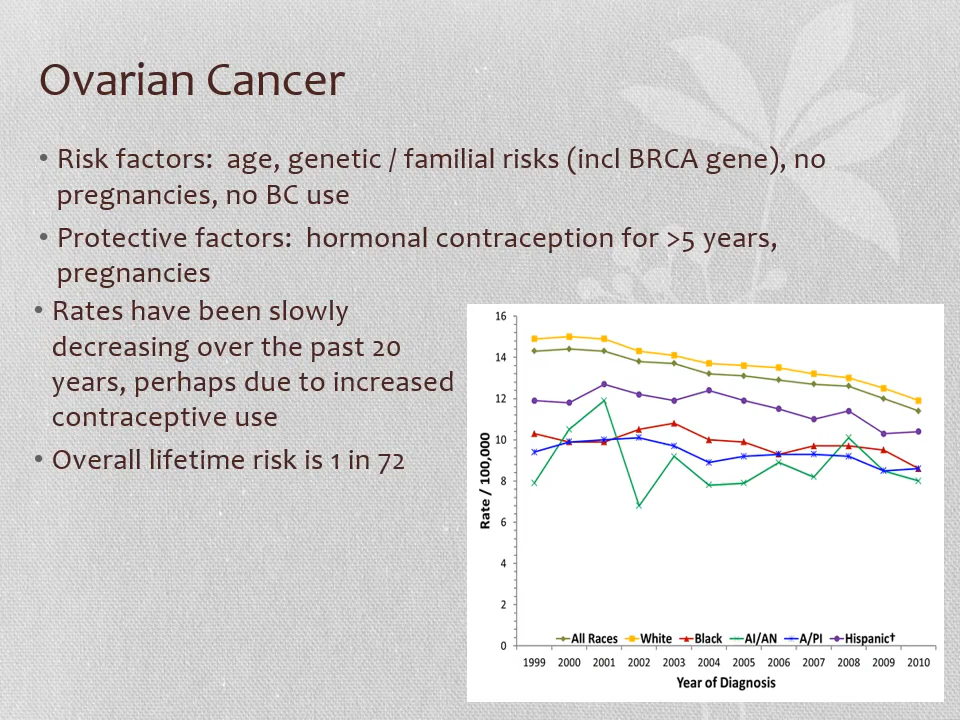 Ovarian Cancer
• Risk factors:  age, genetic / familial risks (incl BRCA gene), no
pregnancies, no BC use
• Protective factors:  hormonal contraception for >5 years,
pregnancies
• Rates have been slowly
decreasing over the past 20
years, perhaps due to increased
contraceptive use
• Overall lifetime risk is 1 in 72
16
14
12
10
8
6
4
2
0
Rate / 100,000
All Races White Black AI/AN A/PI Hispanic†
1999 2000 2001 2002 2003 2004 2005 2006 2007 2008 2009 2010
Year of Diagnosis